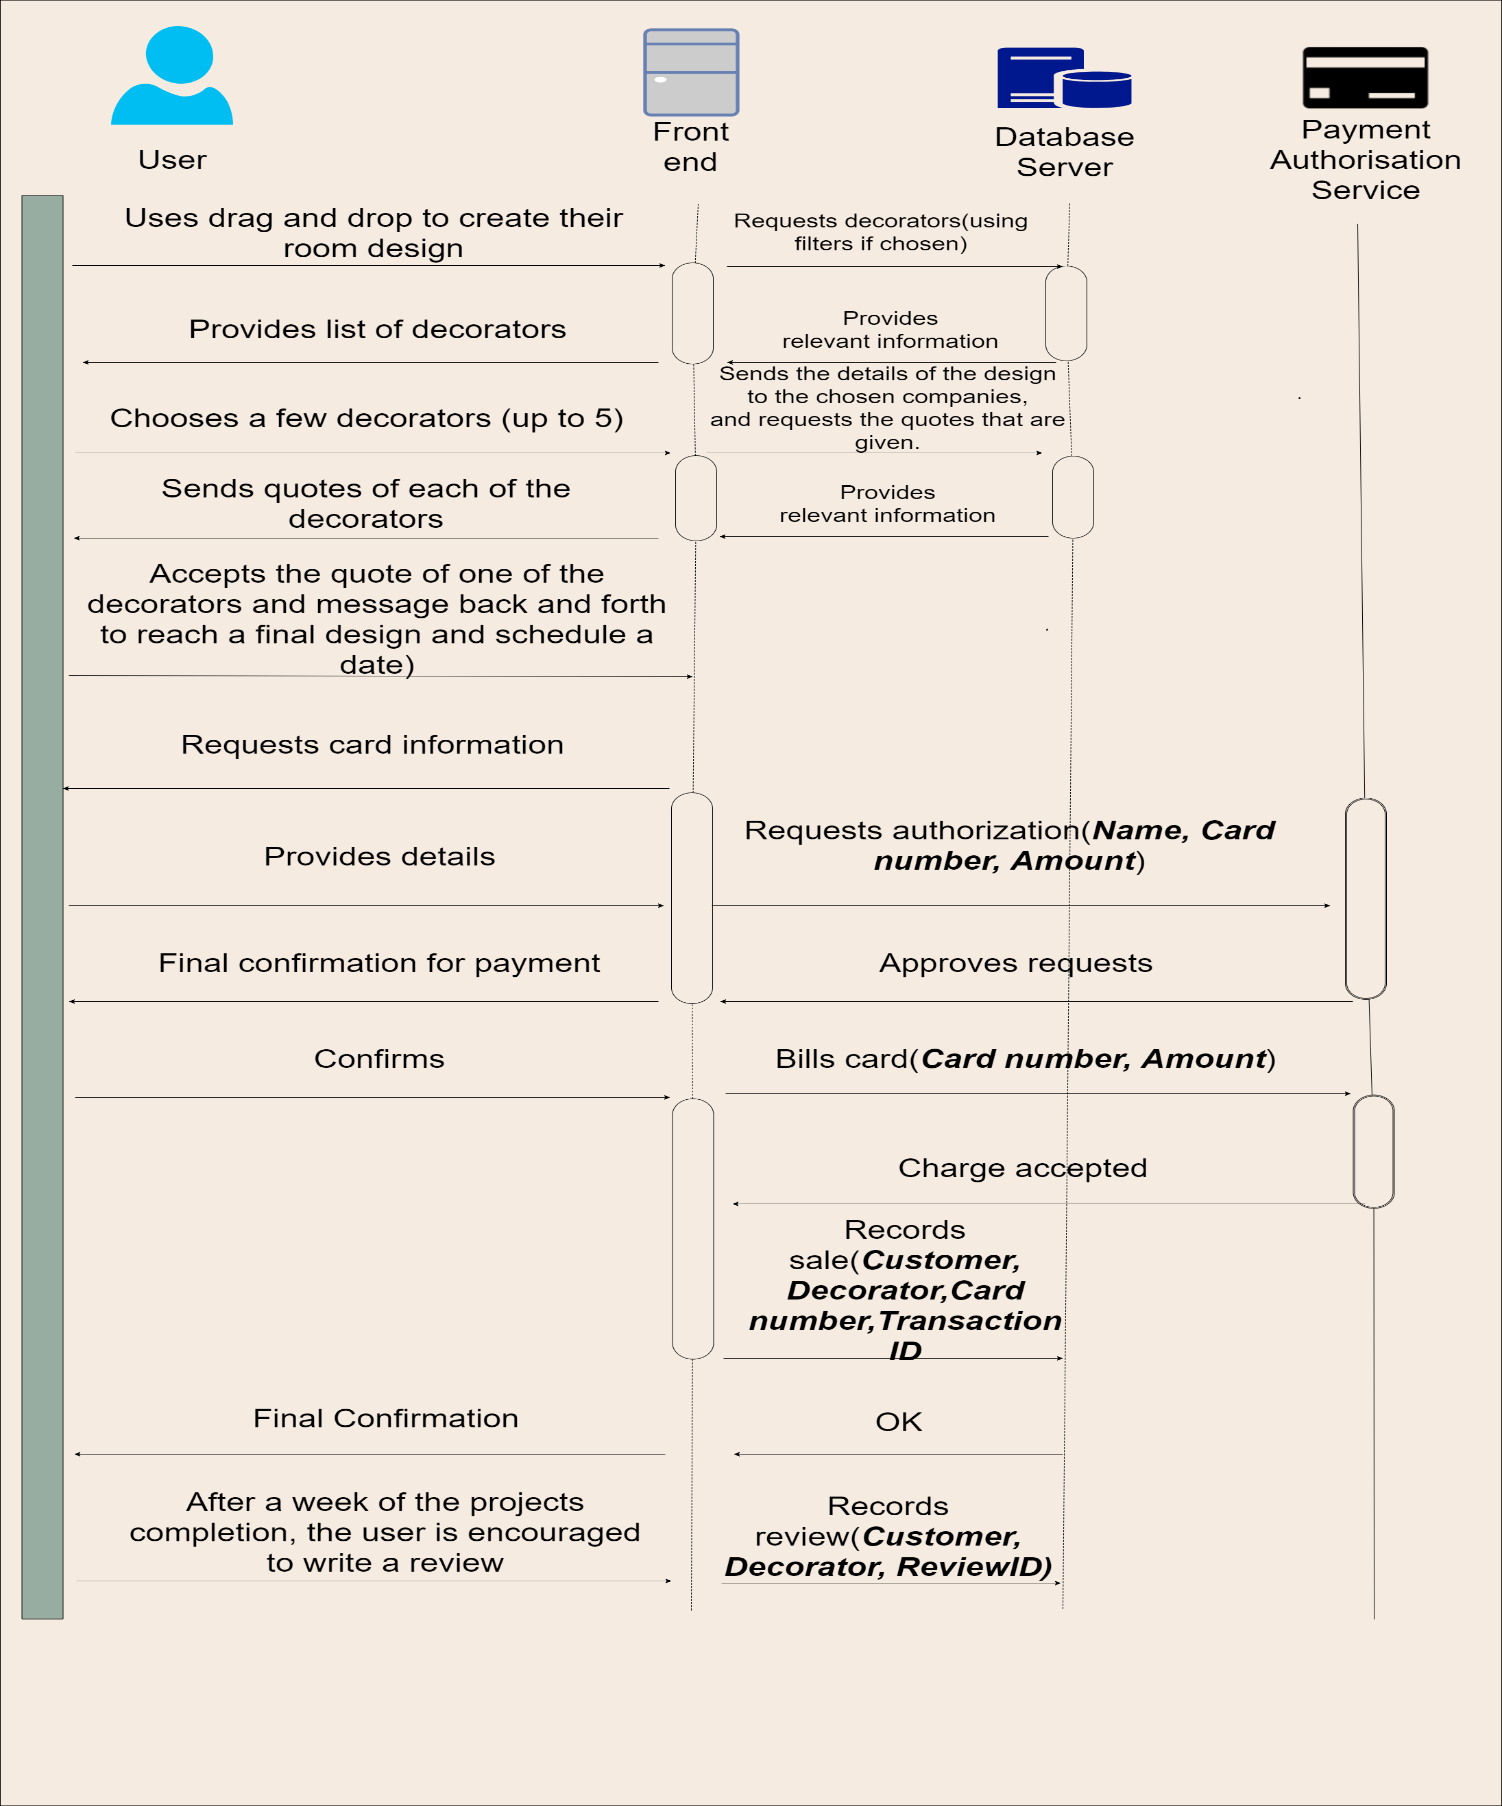 User
Front
end
Database
Server
Payment
Authorisation
Service
Uses drag and drop to create their
room design
Requests decorators(using
filters if chosen)
Provides list of decorators
Provides
relevant information
Chooses a few decorators (up to 5)
Sends the details of the design
to the chosen companies,
and requests the quotes that are
given.
Sends quotes of each of the
decorators
Provides
relevant information
Accepts the quote of one of the
decorators and message back and forth
to reach a final design and schedule a
date)
Requests card information
Provides details
Requests authorization(Name, Card
number, Amount)
Final confirmation for payment
Approves requests
Confirms
Bills card(Card number, Amount)
Charge accepted
Records
sale(Customer,
Decorator,Card
number,Transaction
ID
Final Confirmation
OK
After a week of the projects
completion, the user is encouraged
to write a review
Records
review(Customer,
Decorator, ReviewID)